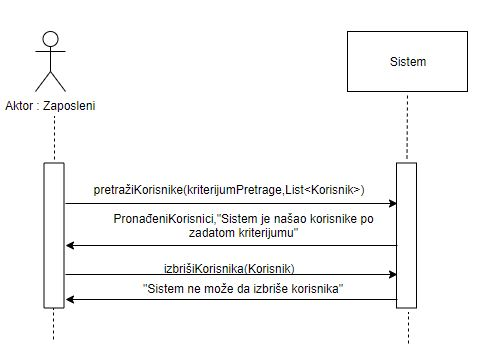 Sistem
Aktor : Zaposleni
pretražiKorisnike(kriterijumPretrage,List<Korisnik>)
PronađeniKorisnici,"Sistem je našao korisnike po
zadatom kriterijumu"
izbrišiKorisnika(Korisnik)
"Sistem ne može da izbriše korisnika"